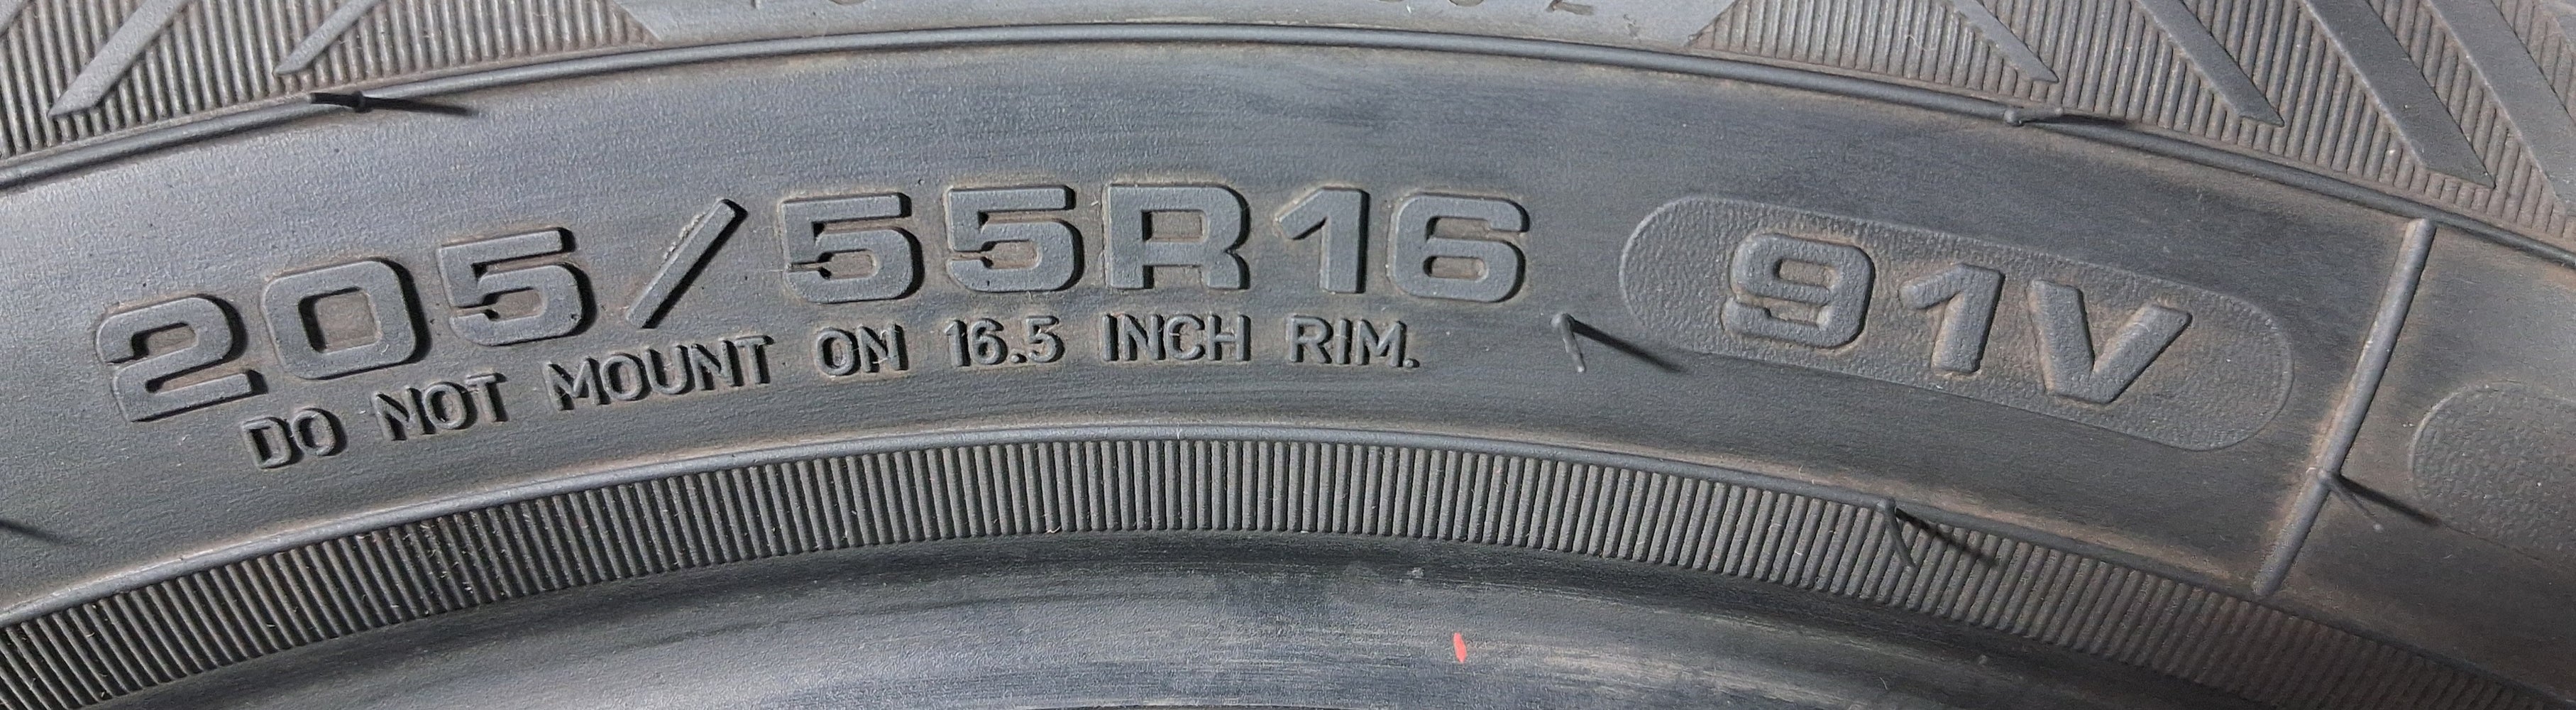 205/55R16 91V
DO NOT MOUNT ON 16.5 INCH RIM.